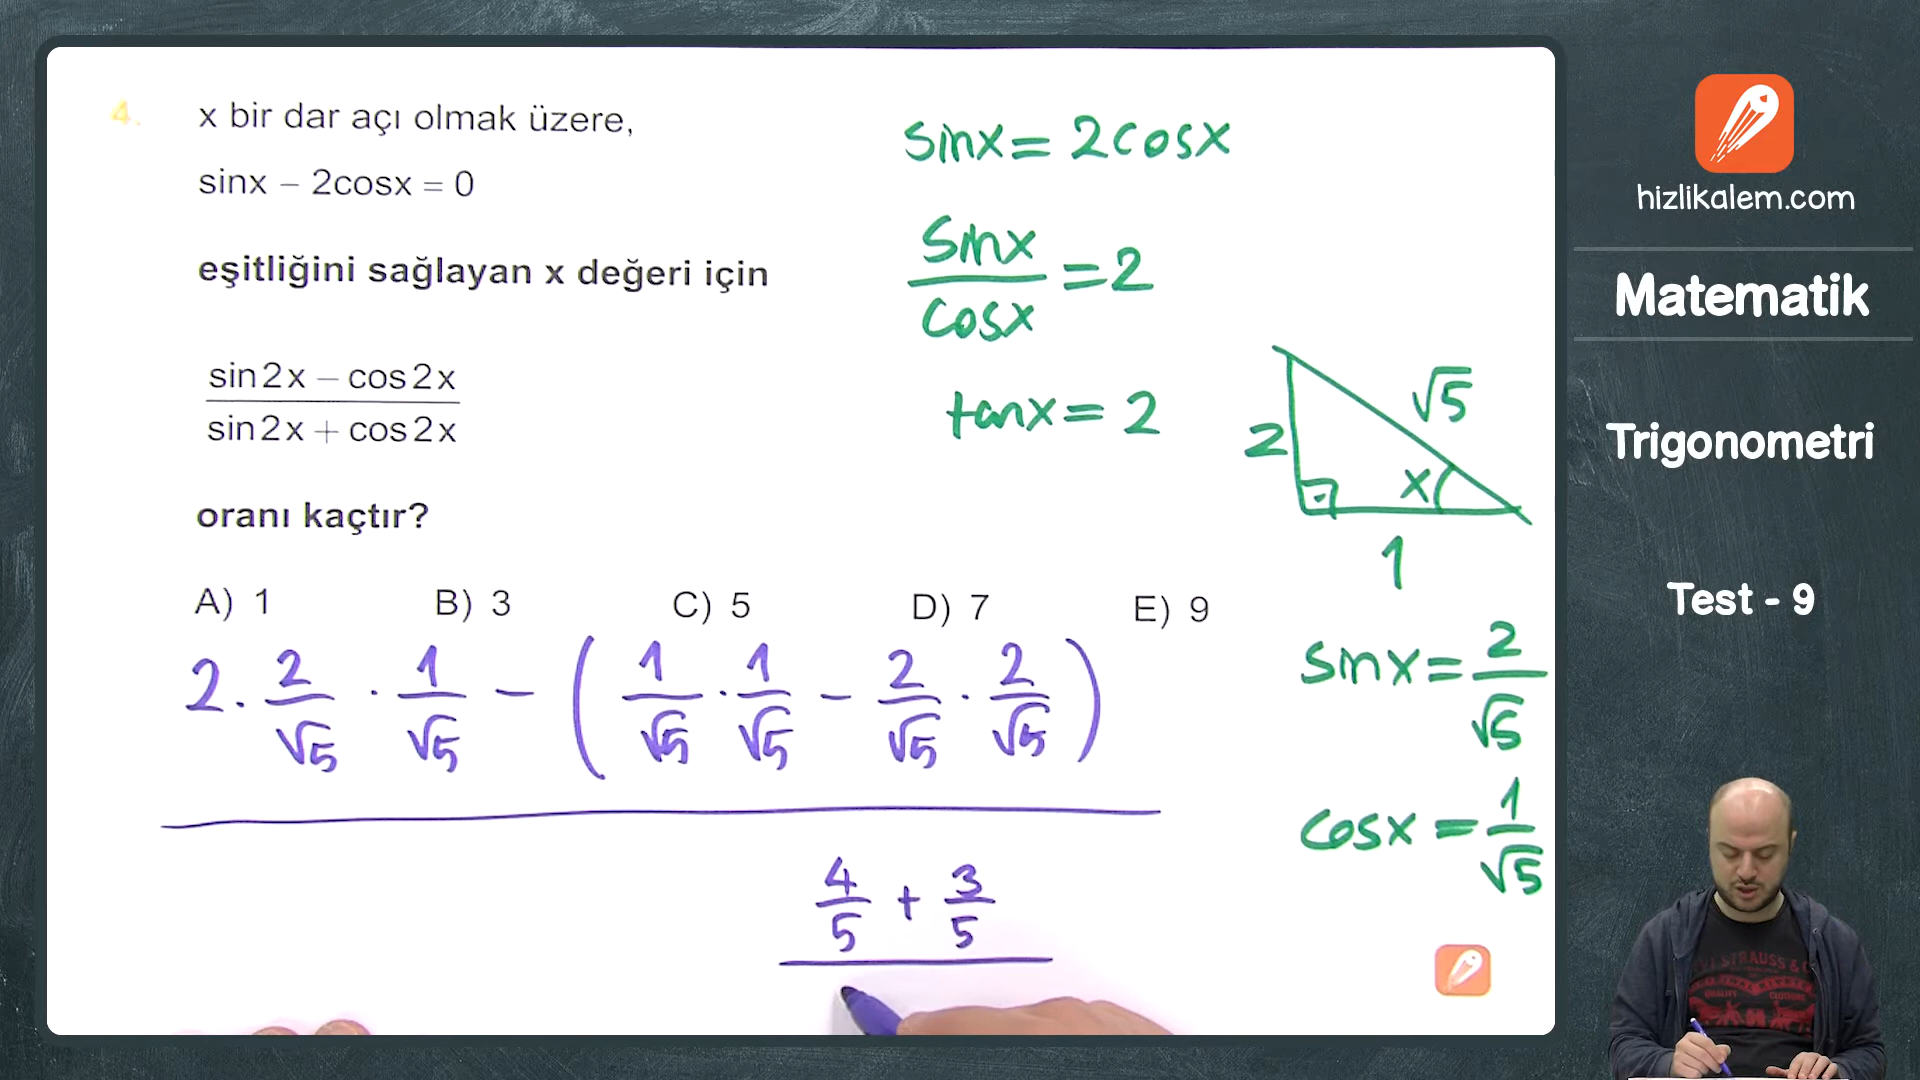 4. x bir dar açı olmak üzere,
sinx – 2cosx = 0
eşitliğini sağlayan x değeri için
sin2x – cos2x
sin2x + cos2x
oranı kaçtır?
A) 1 B) 3 C) 5 D) 7 E) 9
sinx = 2cosx
sinx
cosx
= 2
tanx = 2
2
√5
x
1
sinx = 2/√5
cosx = 1/√5
2 . 2/√5 . 1/√5 – ( 1/√5 . 1/√5 – 2/√5 . 2/√5 )
4/5 + 3/5
hizlikalem.com
Matematik
Trigonometri
Test - 9